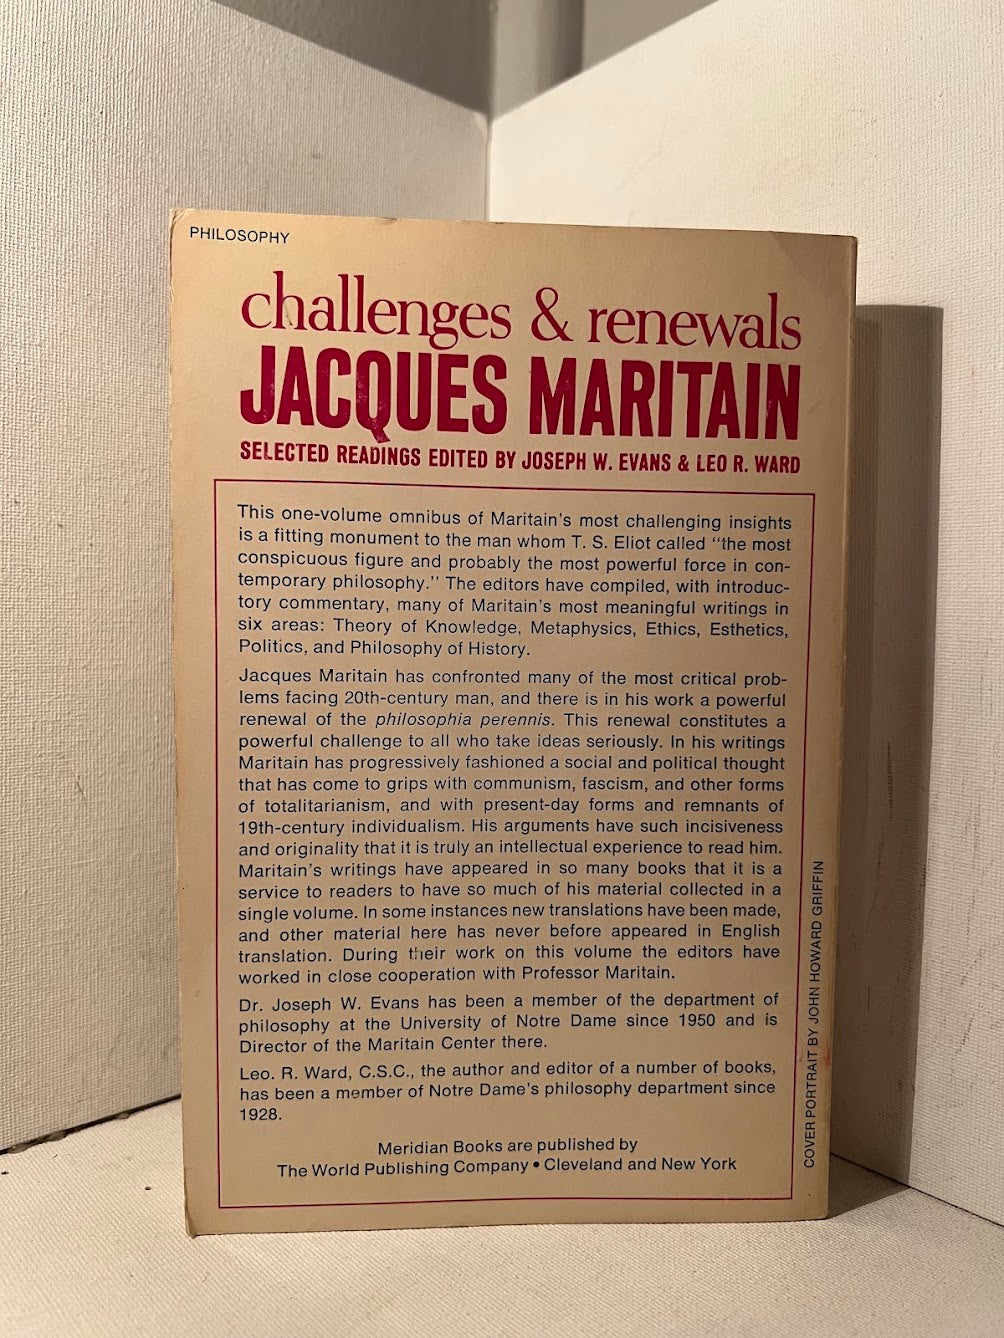 PHILOSOPHY
challenges & renewals
JACQUES MARITAIN
SELECTED READINGS EDITED BY JOSEPH W. EVANS & LEO R. WARD
This one-volume omnibus of Maritain's most challenging insights
is a fitting monument to the man whom T. S. Eliot called "the most
conspicuous figure and probably the most powerful force in con-
temporary philosophy." The editors have compiled, with introduc-
tory commentary, many of Maritain's most meaningful writings in
six areas: Theory of Knowledge, Metaphysics, Ethics, Esthetics,
Politics, and Philosophy of History.
Jacques Maritain has confronted many of the most critical prob-
lems facing 20th-century man, and there is in his work a powerful
renewal of the philosophia perennis. This renewal constitutes a
powerful challenge to all who take ideas seriously. In his writings
Maritain has progressively fashioned a social and political thought
that has come to grips with communism, fascism, and other forms
of totalitarianism, and with present-day forms and remnants of
19th-century individualism. His arguments have such incisiveness
and originality that it is truly an intellectual experience to read him.
Maritain's writings have appeared in so many books that it is a
service to readers to have so much of his material collected in a
single volume. In some instances new translations have been made,
and other material here has never before appeared in English
translation. During their work on this volume the editors have
worked in close cooperation with Professor Maritain.
Dr. Joseph W. Evans has been a member of the department of
philosophy at the University of Notre Dame since 1950 and is
Director of the Maritain Center there.
Leo. R. Ward, C.S.C., the author and editor of a number of books,
has been a member of Notre Dame's philosophy department since
1928.
Meridian Books are published by
The World Publishing Company • Cleveland and New York
COVER PORTRAIT BY JOHN HOWARD GRIFFIN